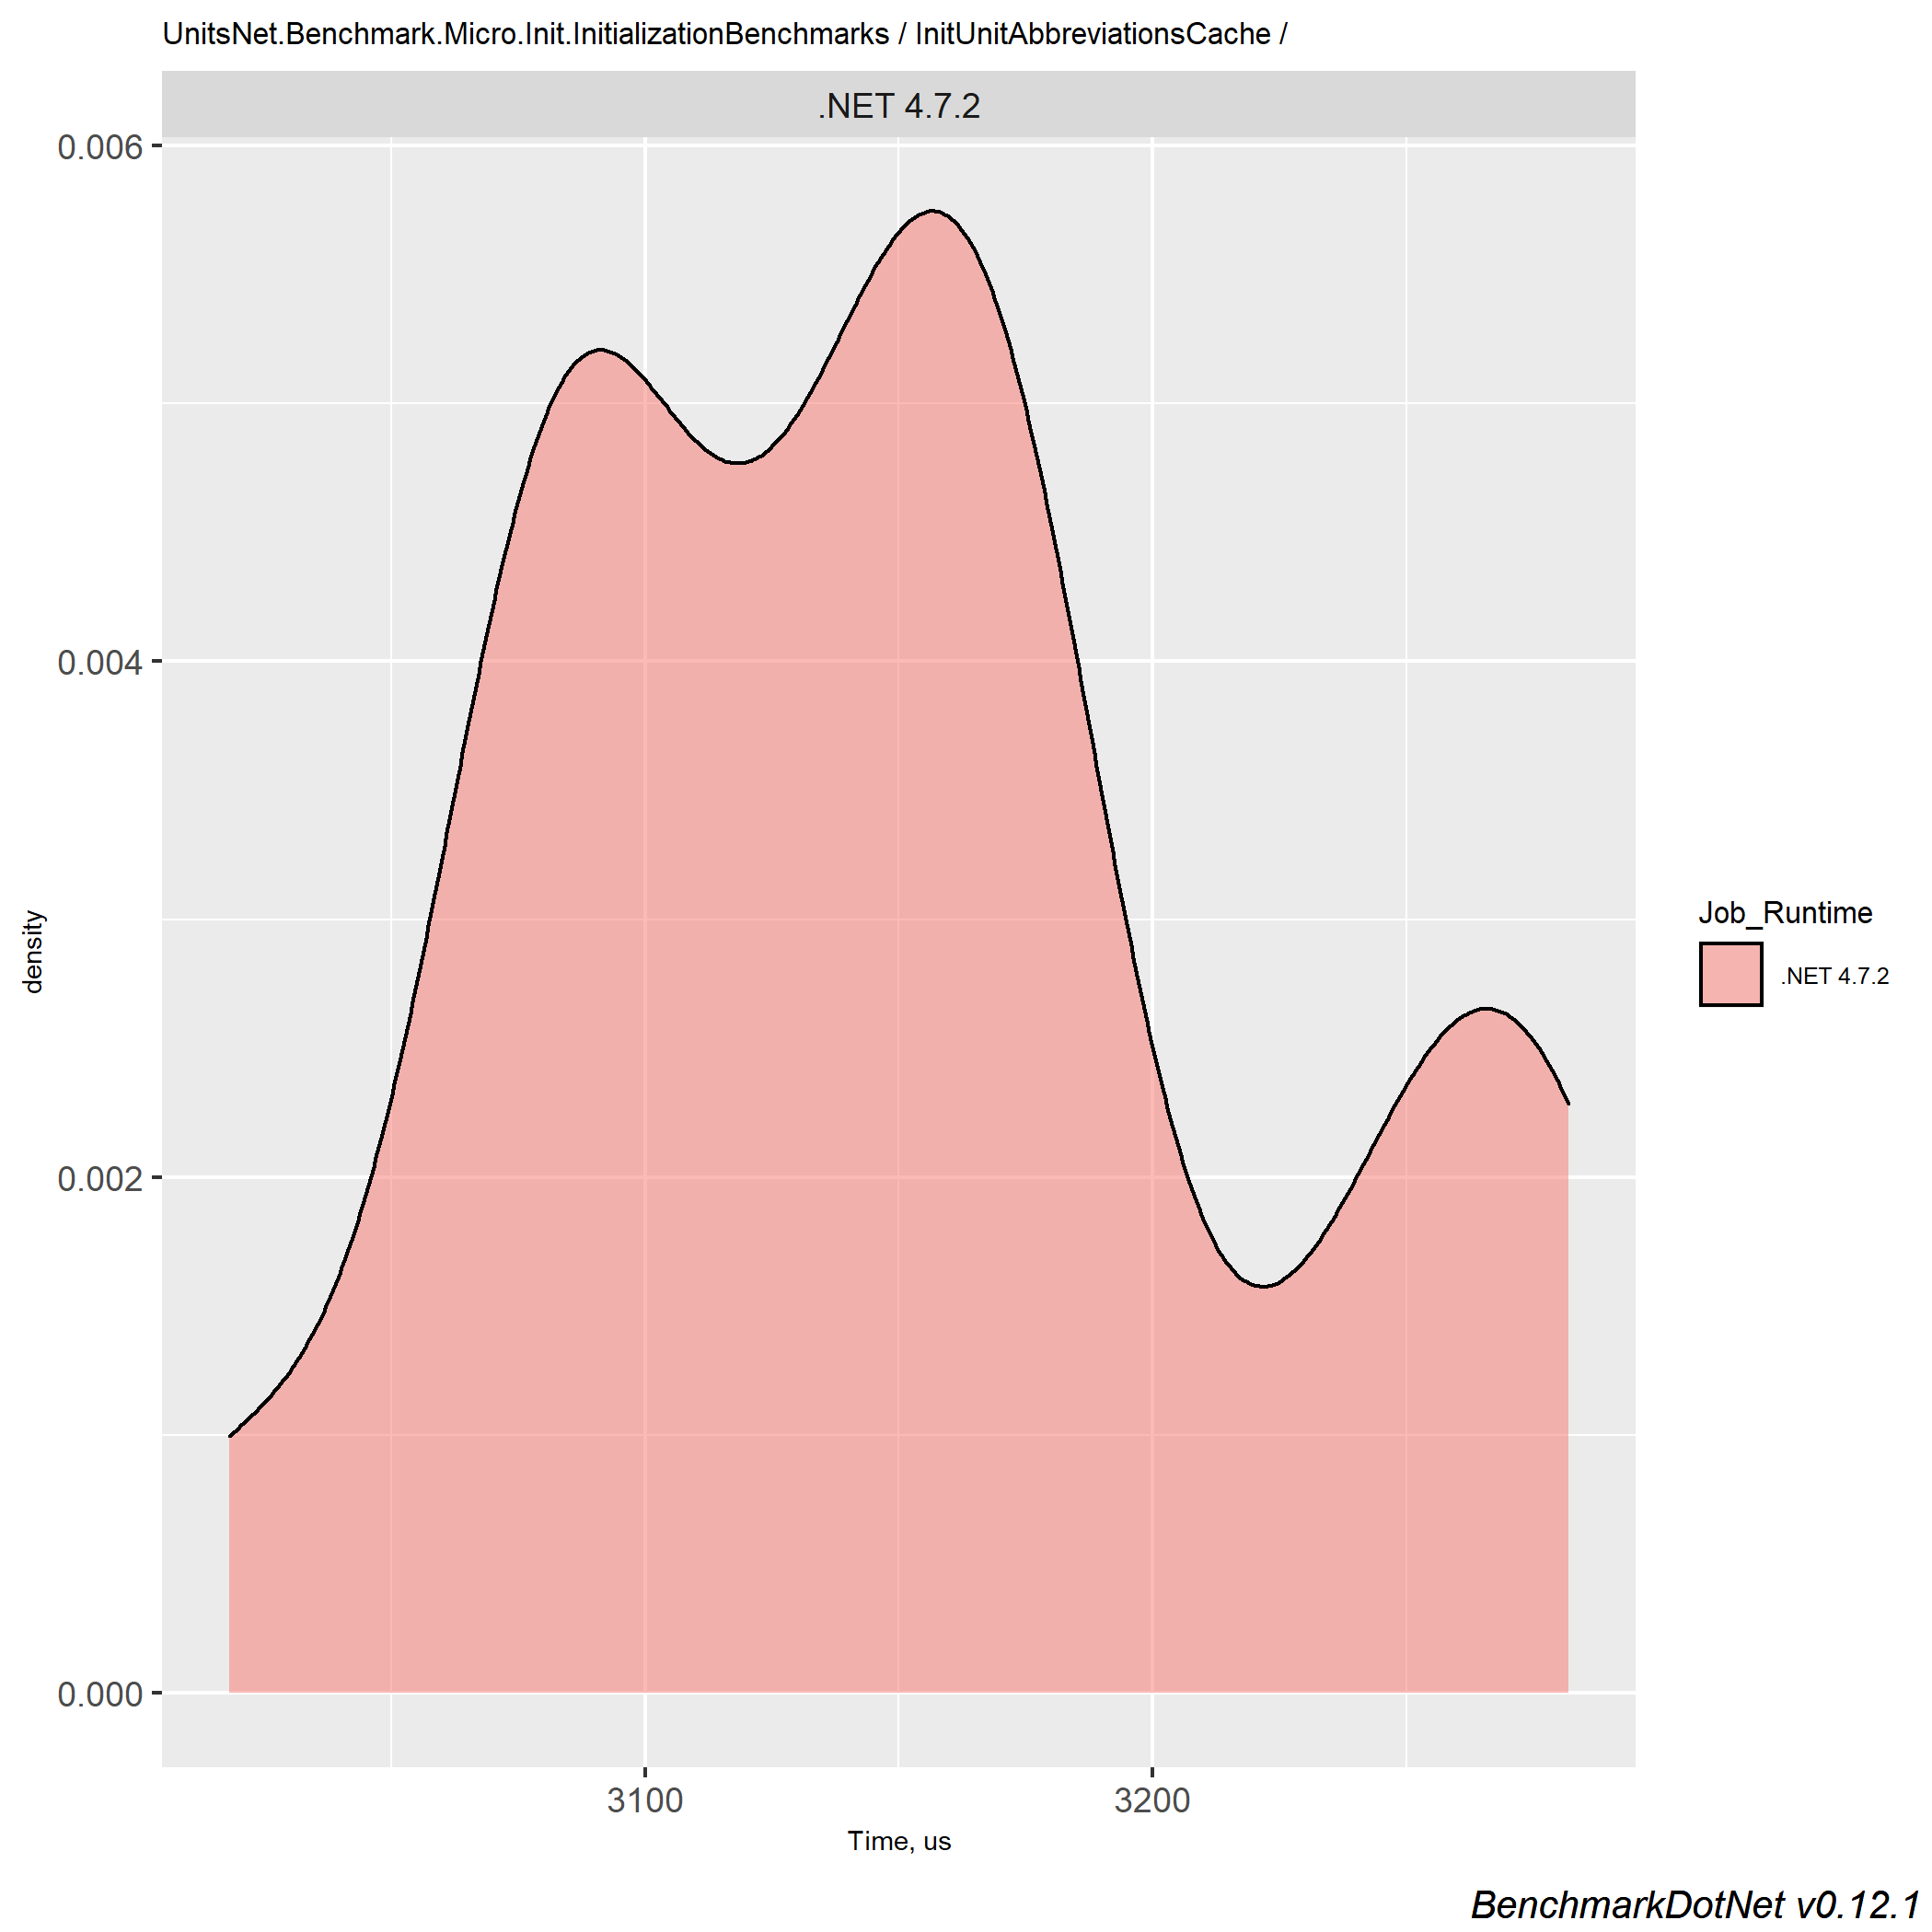 UnitsNet.Benchmark.Micro.Init.InitializationBenchmarks / InitUnitAbbreviationsCache /
.NET 4.7.2
0.006
0.004
0.002
0.000
density
3100
3200
Time, us
Job_Runtime
.NET 4.7.2
BenchmarkDotNet v0.12.1